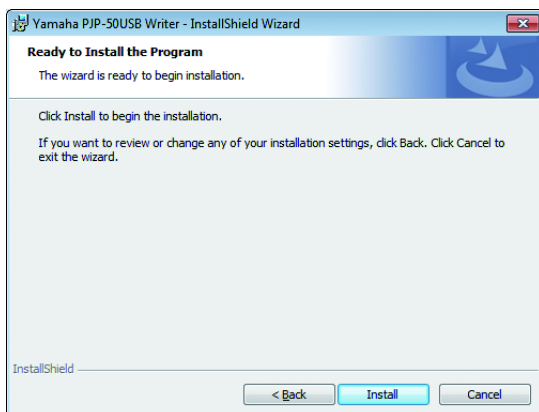 Yamaha PJP-50USB Writer - InstallShield Wizard
Ready to Install the Program
The wizard is ready to begin installation.
Click Install to begin the installation.
If you want to review or change any of your installation settings, click Back. Click Cancel to
exit the wizard.
InstallShield
< Back Install Cancel